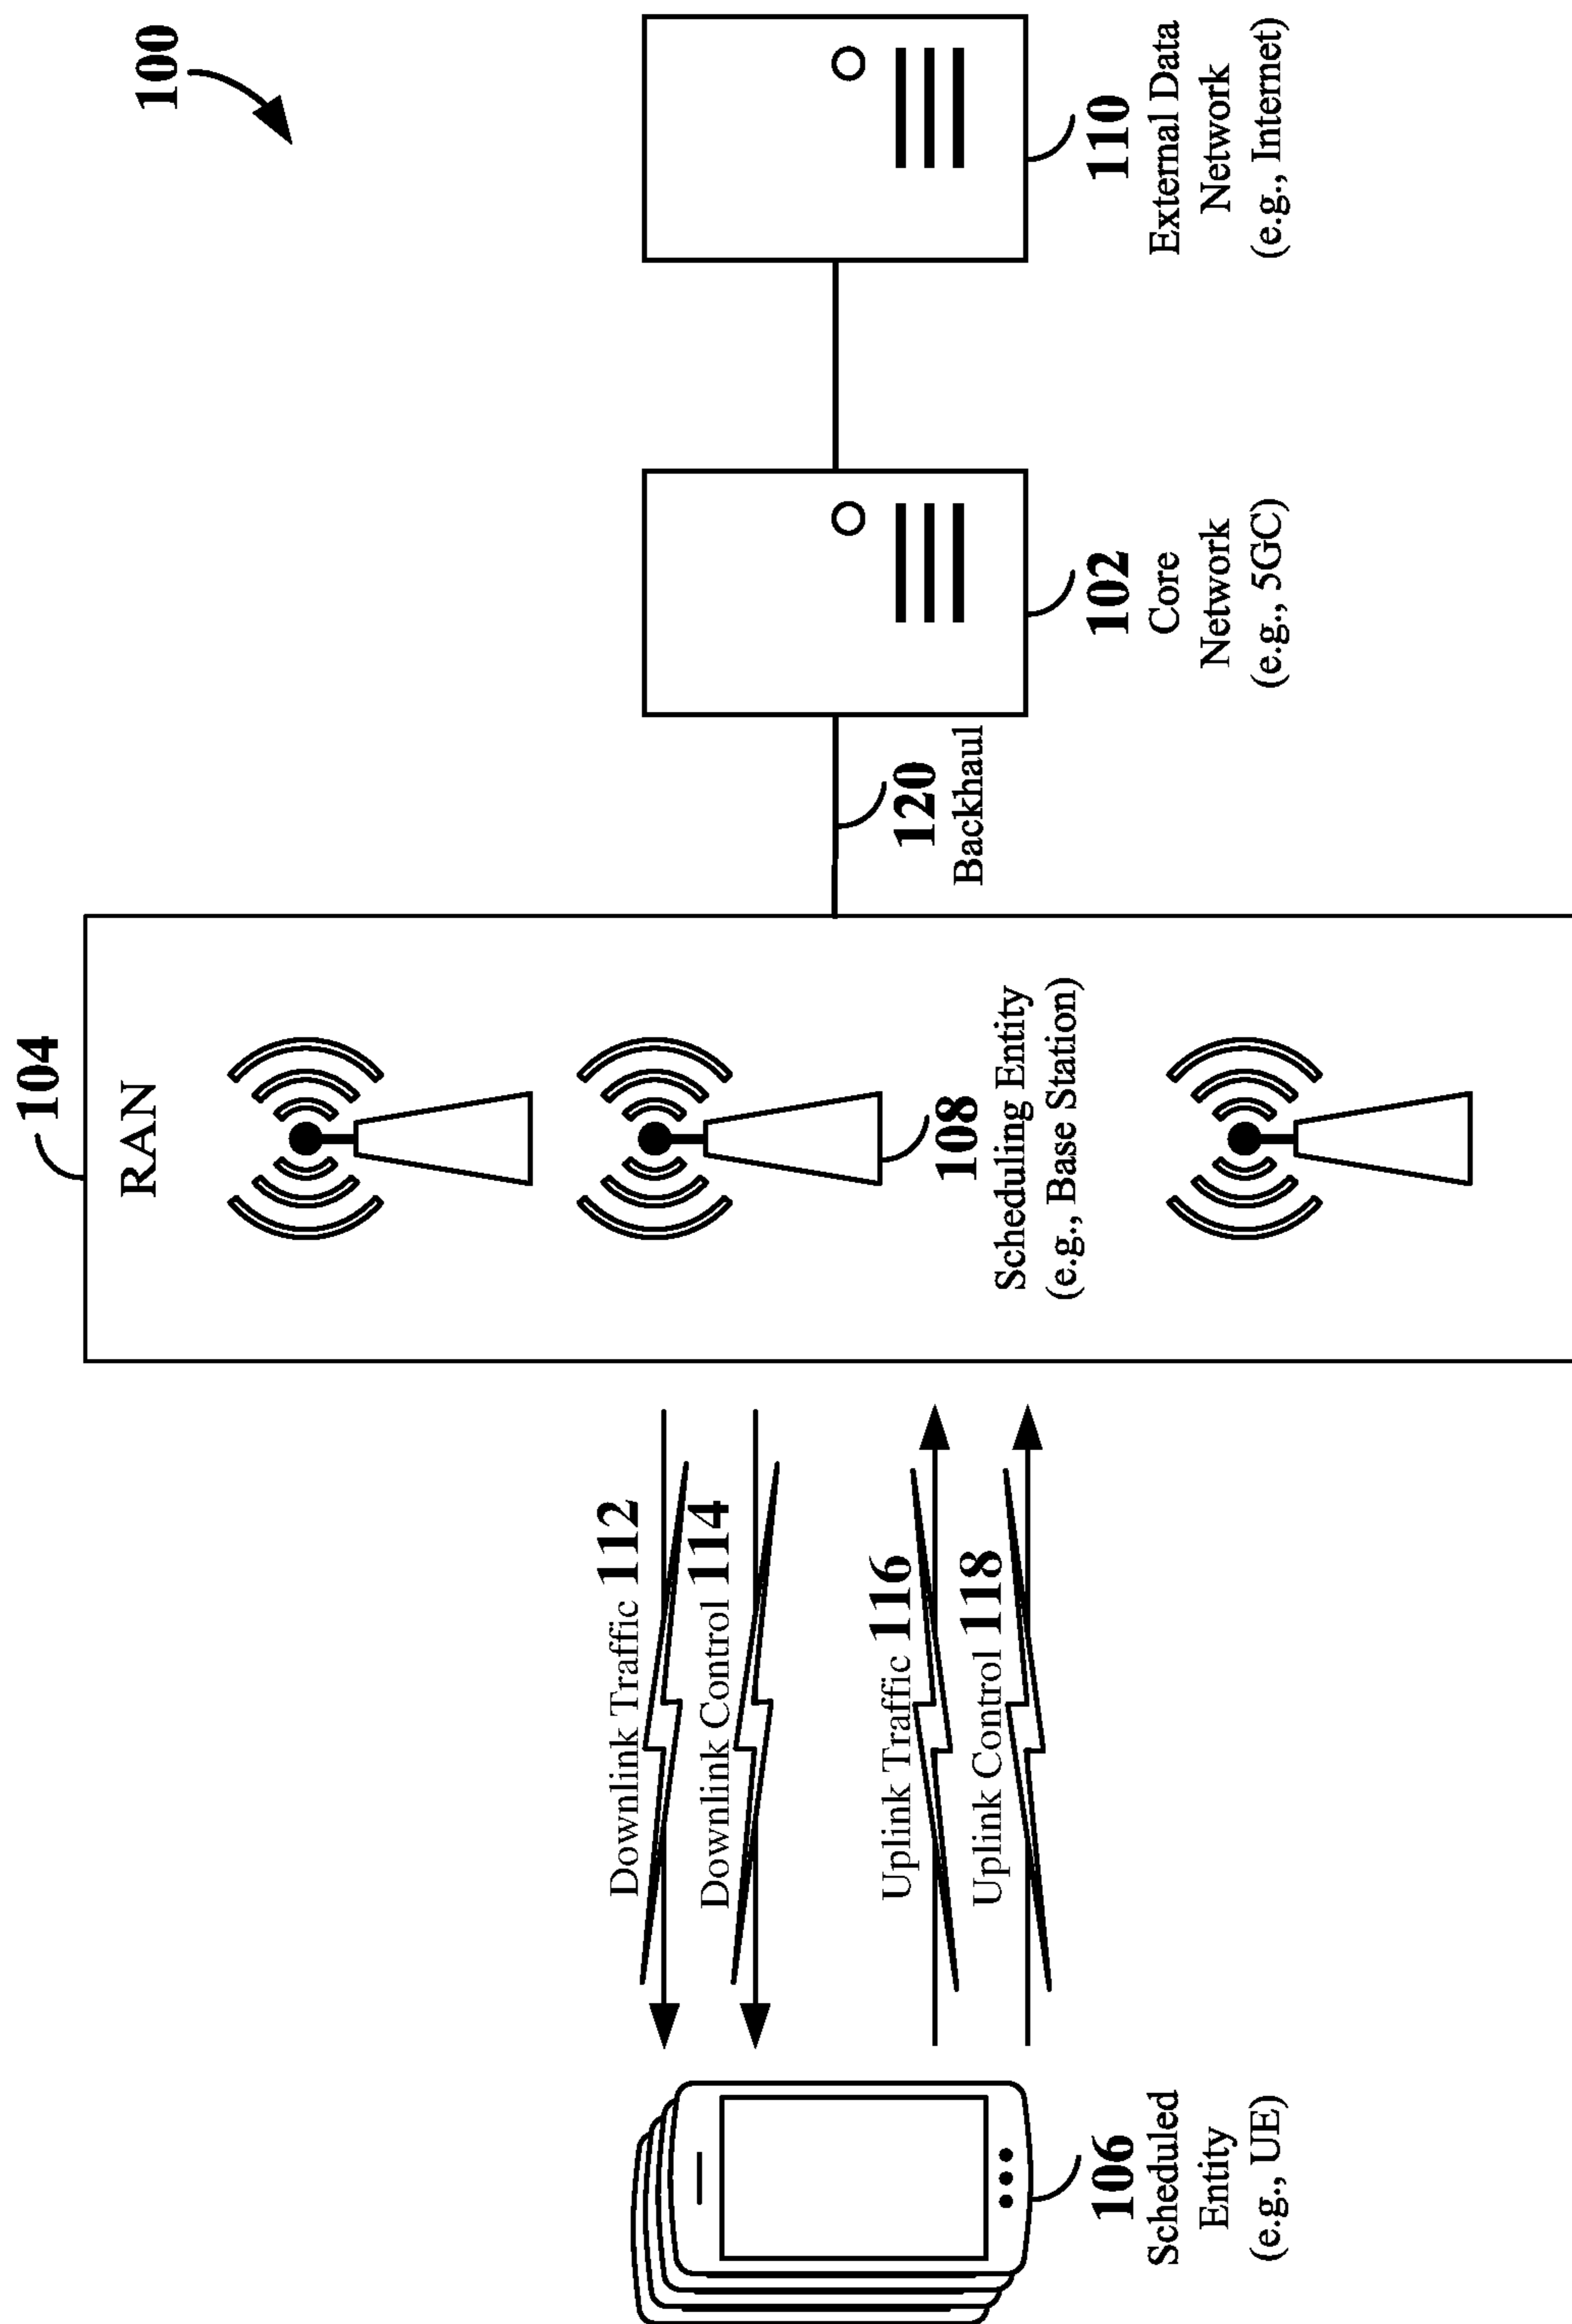 100
104
RAN
Downlink Traffic 112
Downlink Control 114
Uplink Traffic 116
Uplink Control 118
108
Scheduling Entity
(e.g., Base Station)
120
Backhaul
106
Scheduled
Entity
(e.g., UE)
102
Core
Network
(e.g., 5GC)
110
External Data
Network
(e.g., Internet)